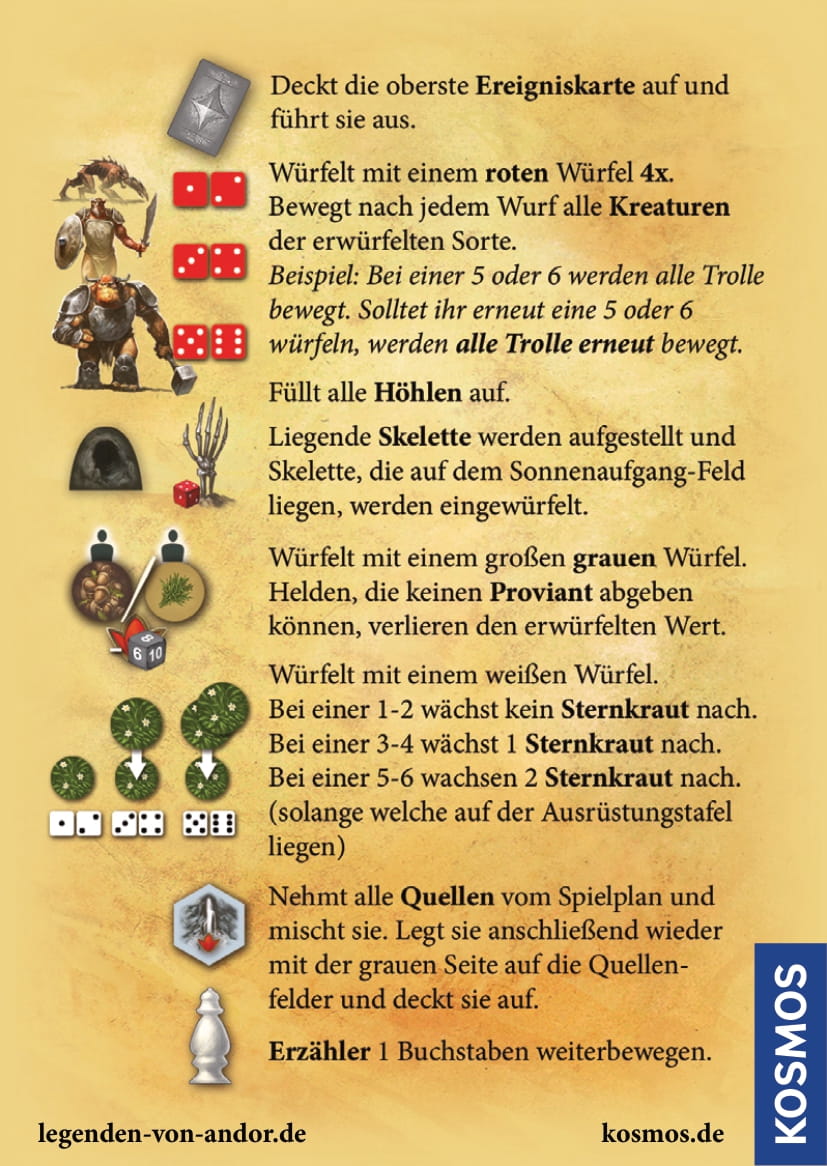 Deckt die oberste Ereigniskarte auf und
führt sie aus.
Würfelt mit einem roten Würfel 4x.
Bewegt nach jedem Wurf alle Kreaturen
der erwürfelten Sorte.
Beispiel: Bei einer 5 oder 6 werden alle Trolle
bewegt. Solltet ihr erneut eine 5 oder 6
würfeln, werden alle Trolle erneut bewegt.
Füllt alle Höhlen auf.
Liegende Skelette werden aufgestellt und
Skelette, die auf dem Sonnenaufgang-Feld
liegen, werden eingewürfelt.
Würfelt mit einem großen grauen Würfel.
Helden, die keinen Proviant abgeben
können, verlieren den erwürfelten Wert.
- 8
6 10
Würfelt mit einem weißen Würfel.
Bei einer 1-2 wächst kein Sternkraut nach.
Bei einer 3-4 wächst 1 Sternkraut nach.
Bei einer 5-6 wachsen 2 Sternkraut nach.
(solange welche auf der Ausrüstungstafel
liegen)
Nehmt alle Quellen vom Spielplan und
mischt sie. Legt sie anschließend wieder
mit der grauen Seite auf die Quellen-
felder und deckt sie auf.
Erzähler 1 Buchstaben weiterbewegen.
KOSMOS
legenden-von-andor.de
kosmos.de